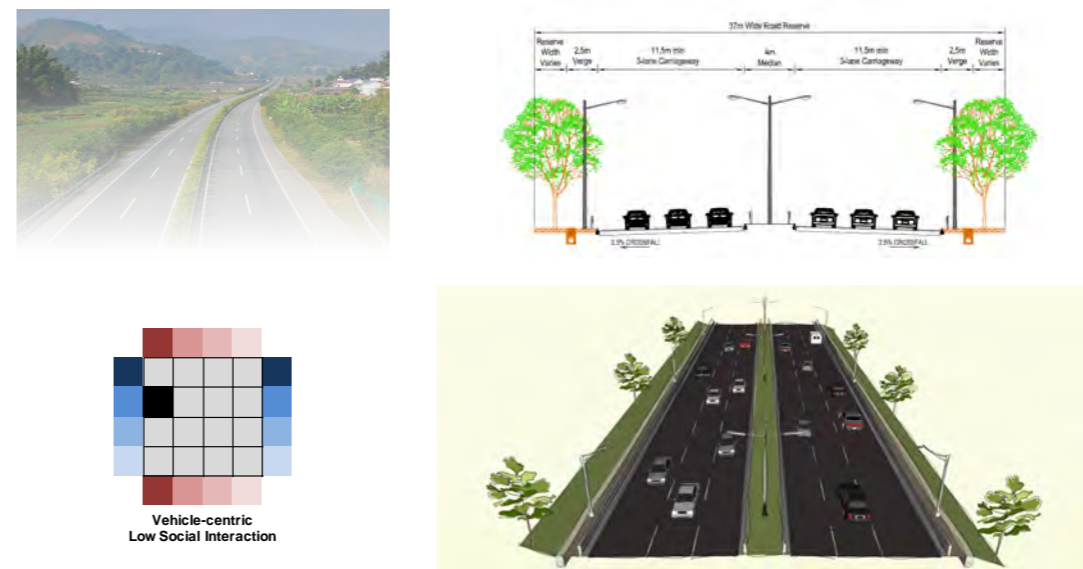 37m Wide Road Reserve
Reserve Width Varies
2,5m Verge
11,5m min 3-lane Carriageway
4m Median
11,5m min 3-lane Carriageway
2,5m Verge
Reserve Width Varies
2,5% CROSSFALL
2,5% CROSSFALL
Vehicle-centric
Low Social Interaction